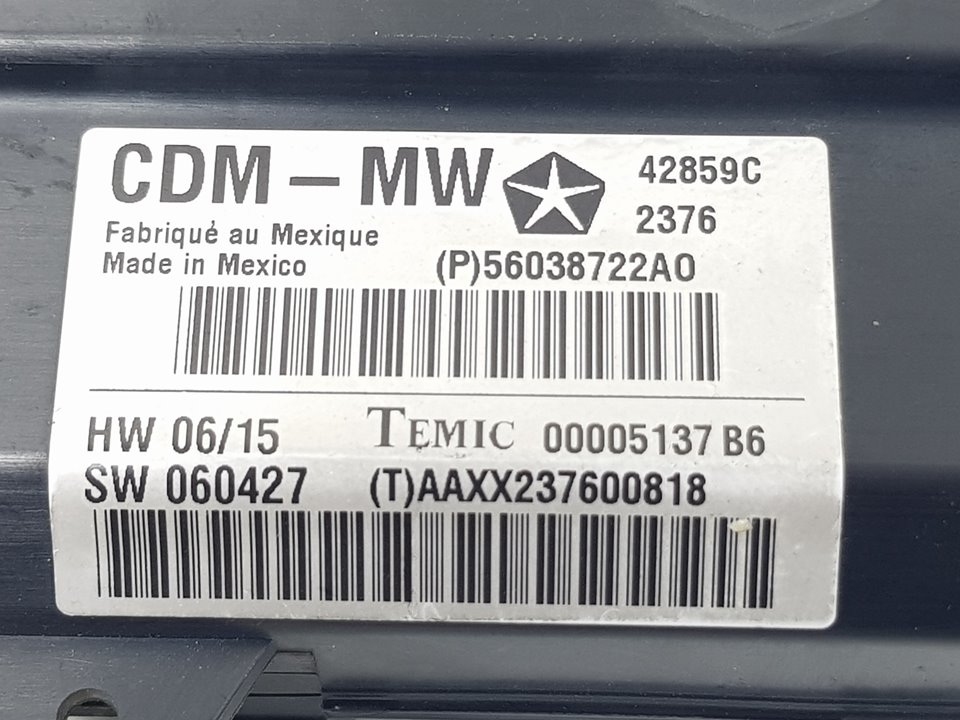 CDM – MW 42859C
2376
Fabriqué au Mexique
Made in Mexico (P)56038722AO
HW 06/15 TEMIC 00005137 B6
SW 060427 (T)AAXX237600818